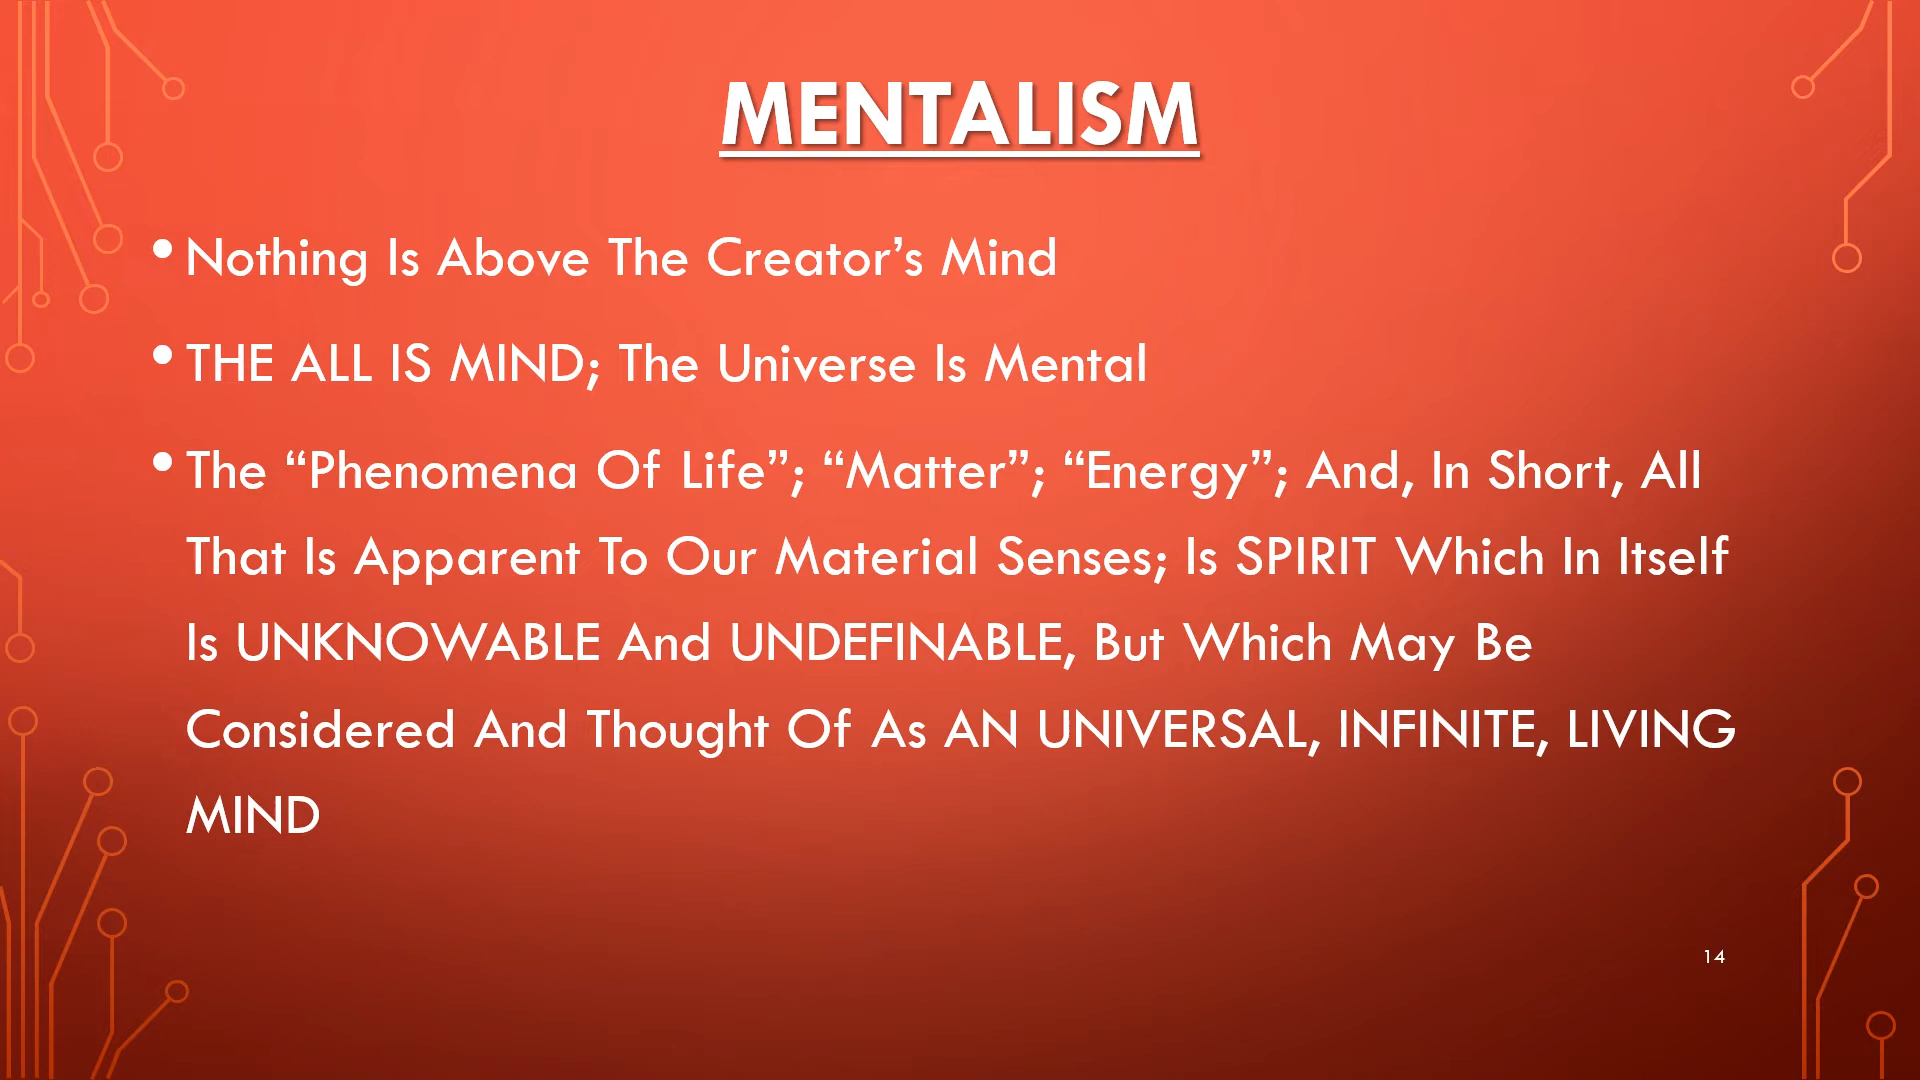 MENTALISM
• Nothing Is Above The Creator’s Mind
• THE ALL IS MIND; The Universe Is Mental
• The “Phenomena Of Life”; “Matter”; “Energy”; And, In Short, All
That Is Apparent To Our Material Senses; Is SPIRIT Which In Itself
Is UNKNOWABLE And UNDEFINABLE, But Which May Be
Considered And Thought Of As AN UNIVERSAL, INFINITE, LIVING
MIND
14